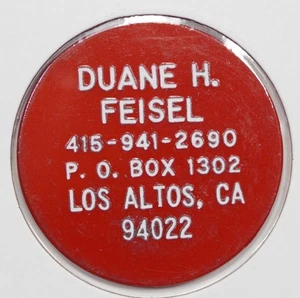 DUANE H.
FEISEL
415-941-2690
P. O. BOX 1302
LOS ALTOS, CA
94022